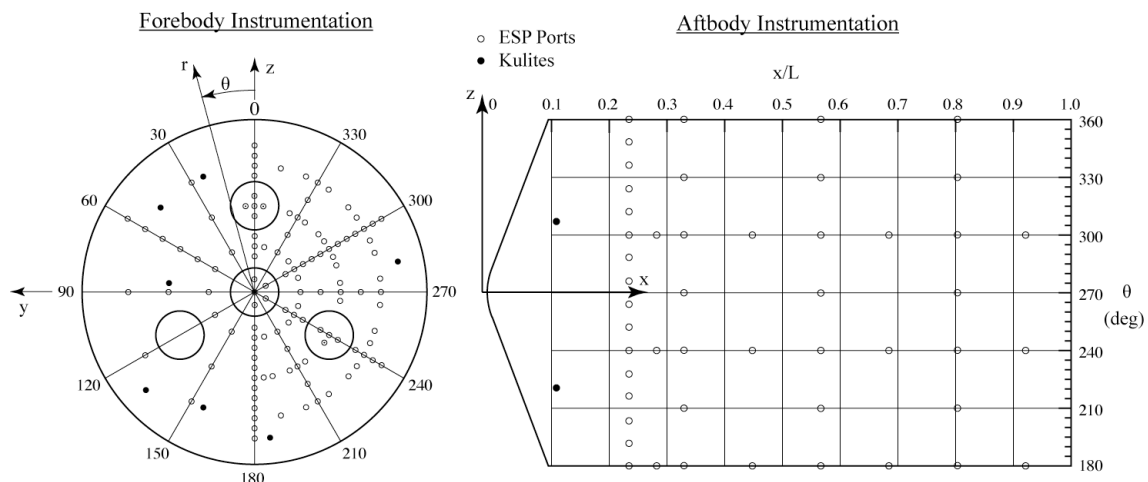 Forebody Instrumentation
r
θ
z
0
30
330
60
300
90
270
y
120
240
150
210
180
ESP Ports
Kulites
Aftbody Instrumentation
x/L
z
0
0.1
0.2
0.3
0.4
0.5
0.6
0.7
0.8
0.9
1.0
360
330
300
x
270
θ
(deg)
240
210
180